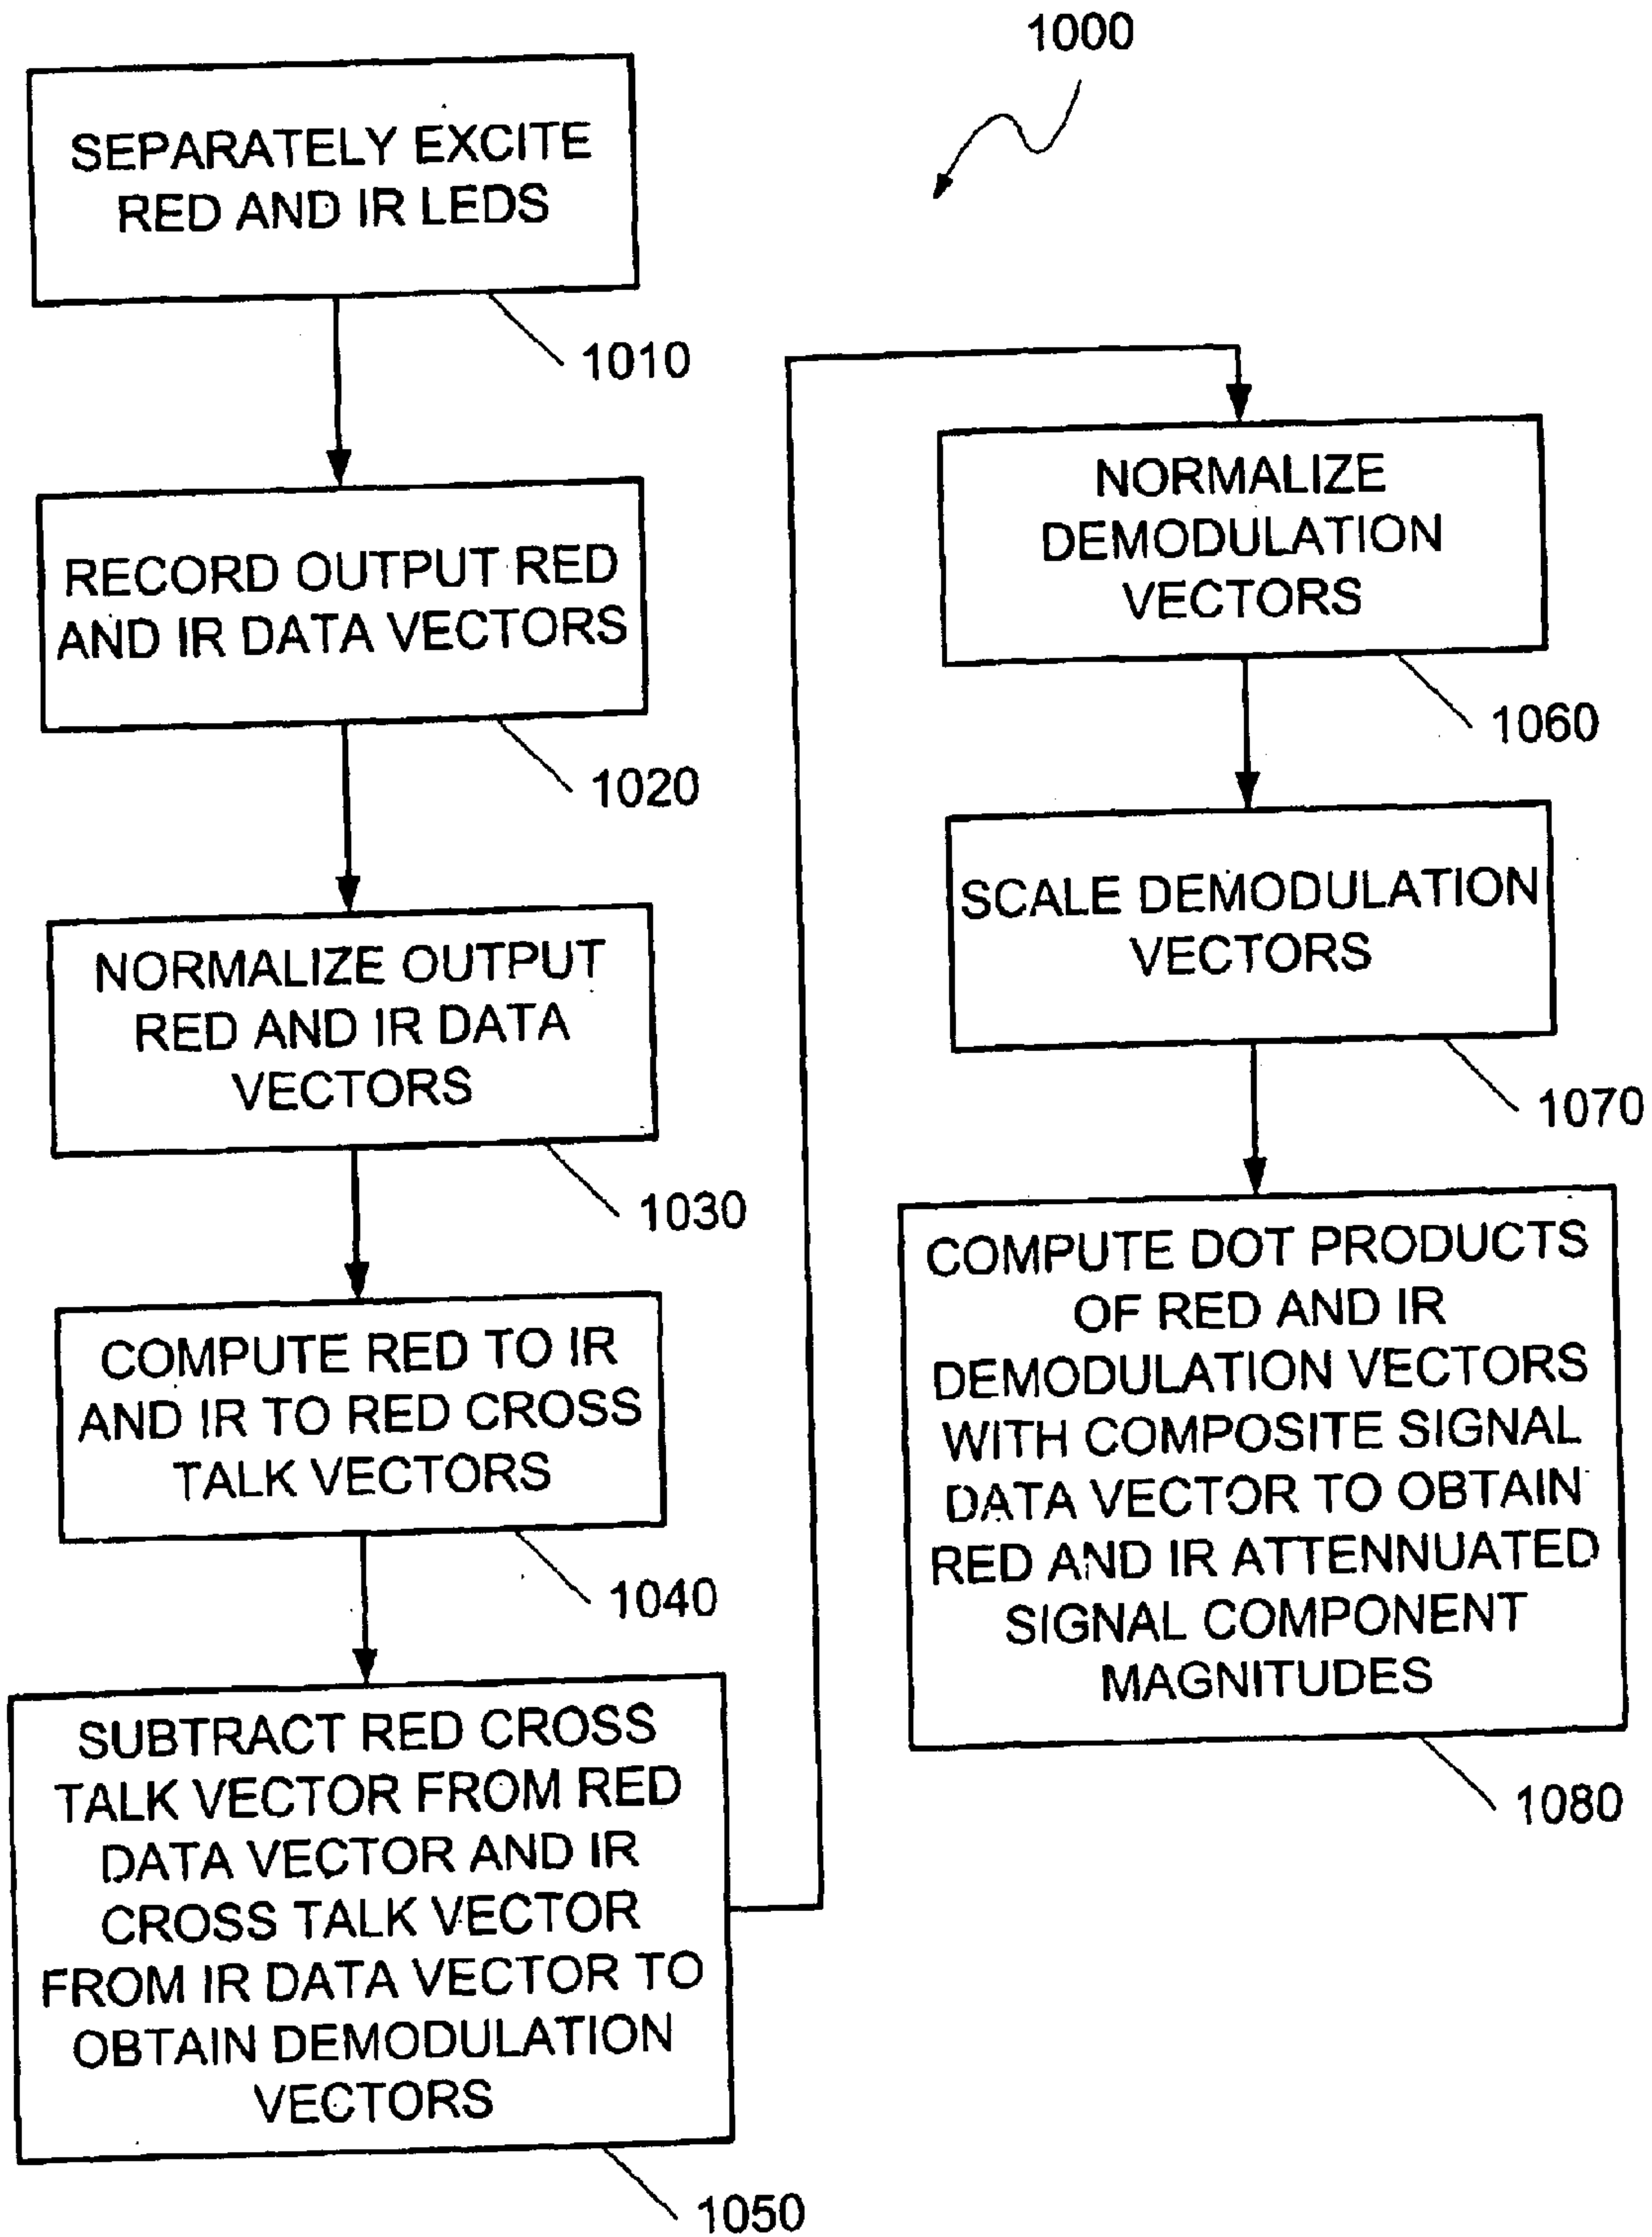 1000
SEPARATELY EXCITE
RED AND IR LEDS
1010
RECORD OUTPUT RED
AND IR DATA VECTORS
1020
NORMALIZE OUTPUT
RED AND IR DATA
VECTORS
1030
COMPUTE RED TO IR
AND IR TO RED CROSS
TALK VECTORS
1040
SUBTRACT RED CROSS
TALK VECTOR FROM RED
DATA VECTOR AND IR
CROSS TALK VECTOR
FROM IR DATA VECTOR TO
OBTAIN DEMODULATION
VECTORS
1050
NORMALIZE
DEMODULATION
VECTORS
1060
SCALE DEMODULATION
VECTORS
1070
COMPUTE DOT PRODUCTS
OF RED AND IR
DEMODULATION VECTORS
WITH COMPOSITE SIGNAL
DATA VECTOR TO OBTAIN
RED AND IR ATTENNUATED
SIGNAL COMPONENT
MAGNITUDES
1080